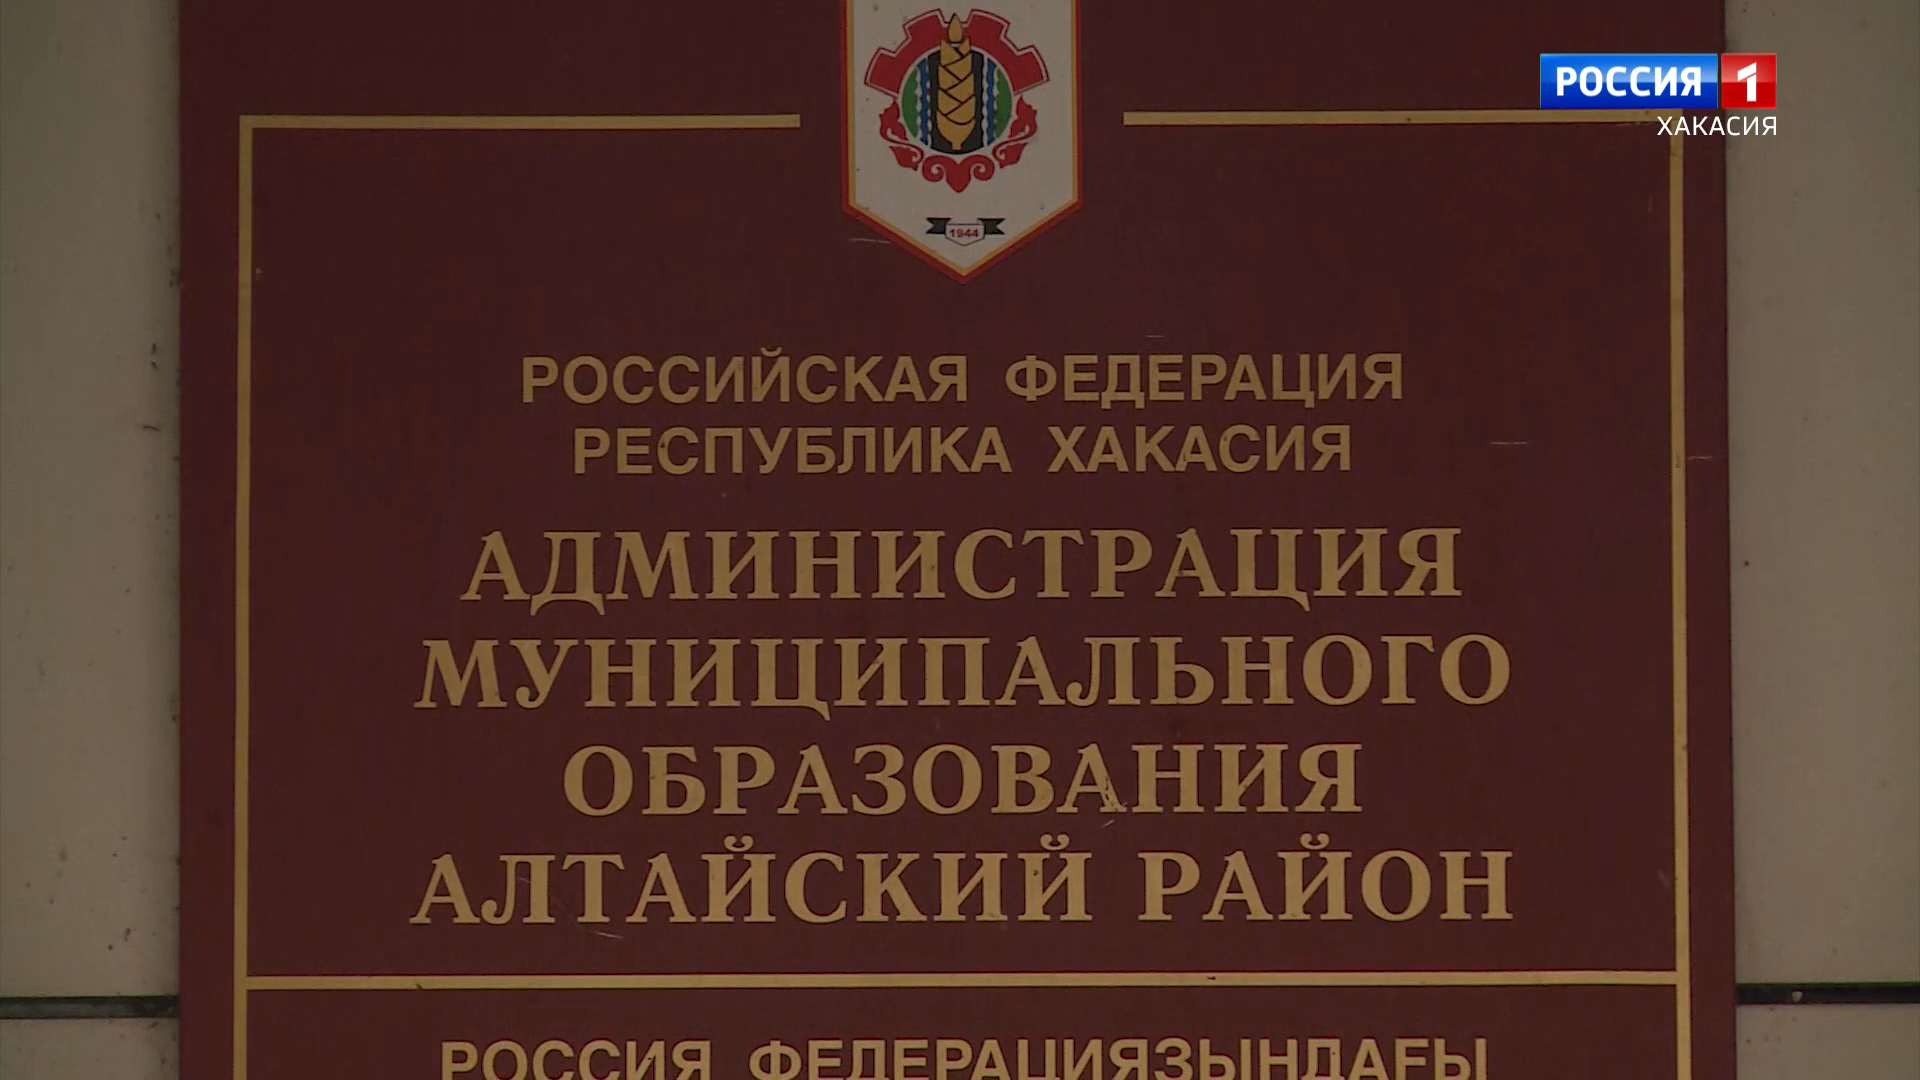 РОССИЯ 1
ХАКАСИЯ
1944
РОССИЙСКАЯ ФЕДЕРАЦИЯ
РЕСПУБЛИКА ХАКАСИЯ
АДМИНИСТРАЦИЯ
МУНИЦИПАЛЬНОГО
ОБРАЗОВАНИЯ
АЛТАЙСКИЙ РАЙОН
РОССИЯ ФЕДЕРАЦИЯЗЫНДАҒЫ